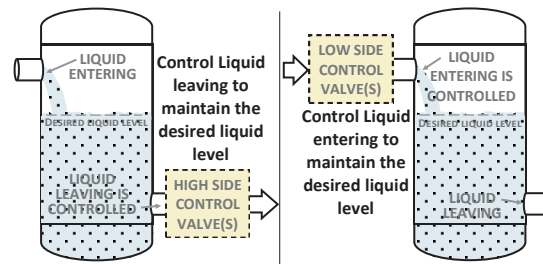 LIQUID
ENTERING
Control Liquid
leaving to
maintain the
desired liquid
level
DESIRED LIQUID LEVEL
LIQUID
LEAVING IS
CONTROLLED
HIGH SIDE
CONTROL
VALVE(S)
LOW SIDE
CONTROL
VALVE(S)
LIQUID
ENTERING IS
CONTROLLED
Control Liquid
entering to
maintain the
desired liquid
level
DESIRED LIQUID LEVEL
LIQUID
LEAVING